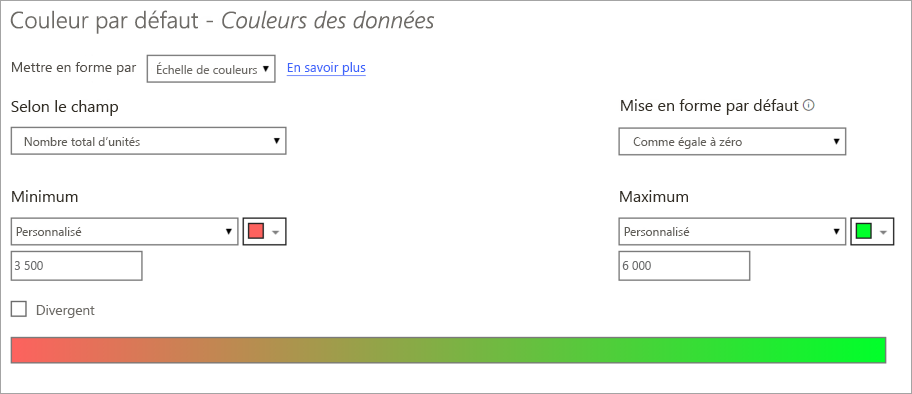 Couleur par défaut - Couleurs des données
Mettre en forme par Échelle de couleurs En savoir plus
Selon le champ Mise en forme par défaut
Nombre total d'unités Comme égale à zéro
Minimum Maximum
Personnalisé Personnalisé
3 500 6 000
Divergent